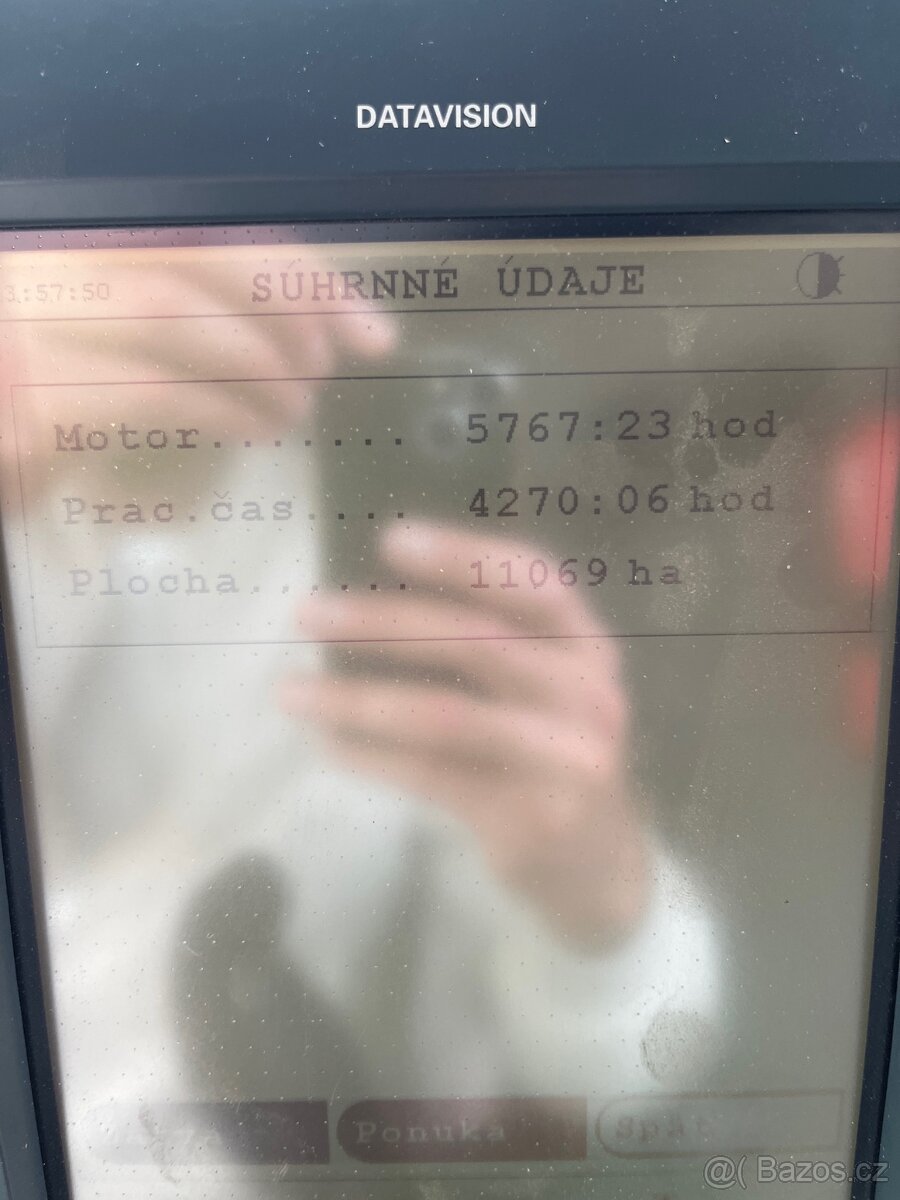 DATAVISION
3:57:50 SÚHRNNÉ ÚDAJE
Motor....... 5767:23 hod
Prac.čas.... 4270:06 hod
Plocha...... 11069 ha
Ponuka Späť
@( Bazos.cz